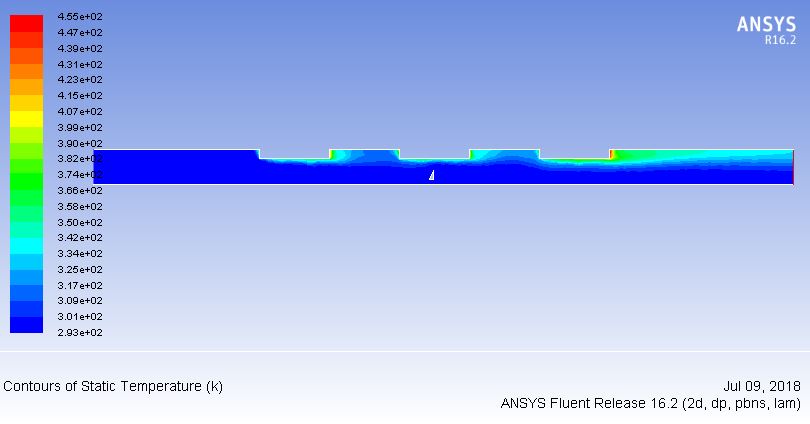 4.55e+02
4.47e+02
4.39e+02
4.31e+02
4.23e+02
4.15e+02
4.07e+02
3.99e+02
3.90e+02
3.82e+02
3.74e+02
3.66e+02
3.58e+02
3.50e+02
3.42e+02
3.34e+02
3.25e+02
3.17e+02
3.09e+02
3.01e+02
2.93e+02
ANSYS
R16.2
Contours of Static Temperature (k)
Jul 09, 2018
ANSYS Fluent Release 16.2 (2d, dp, pbns, lam)